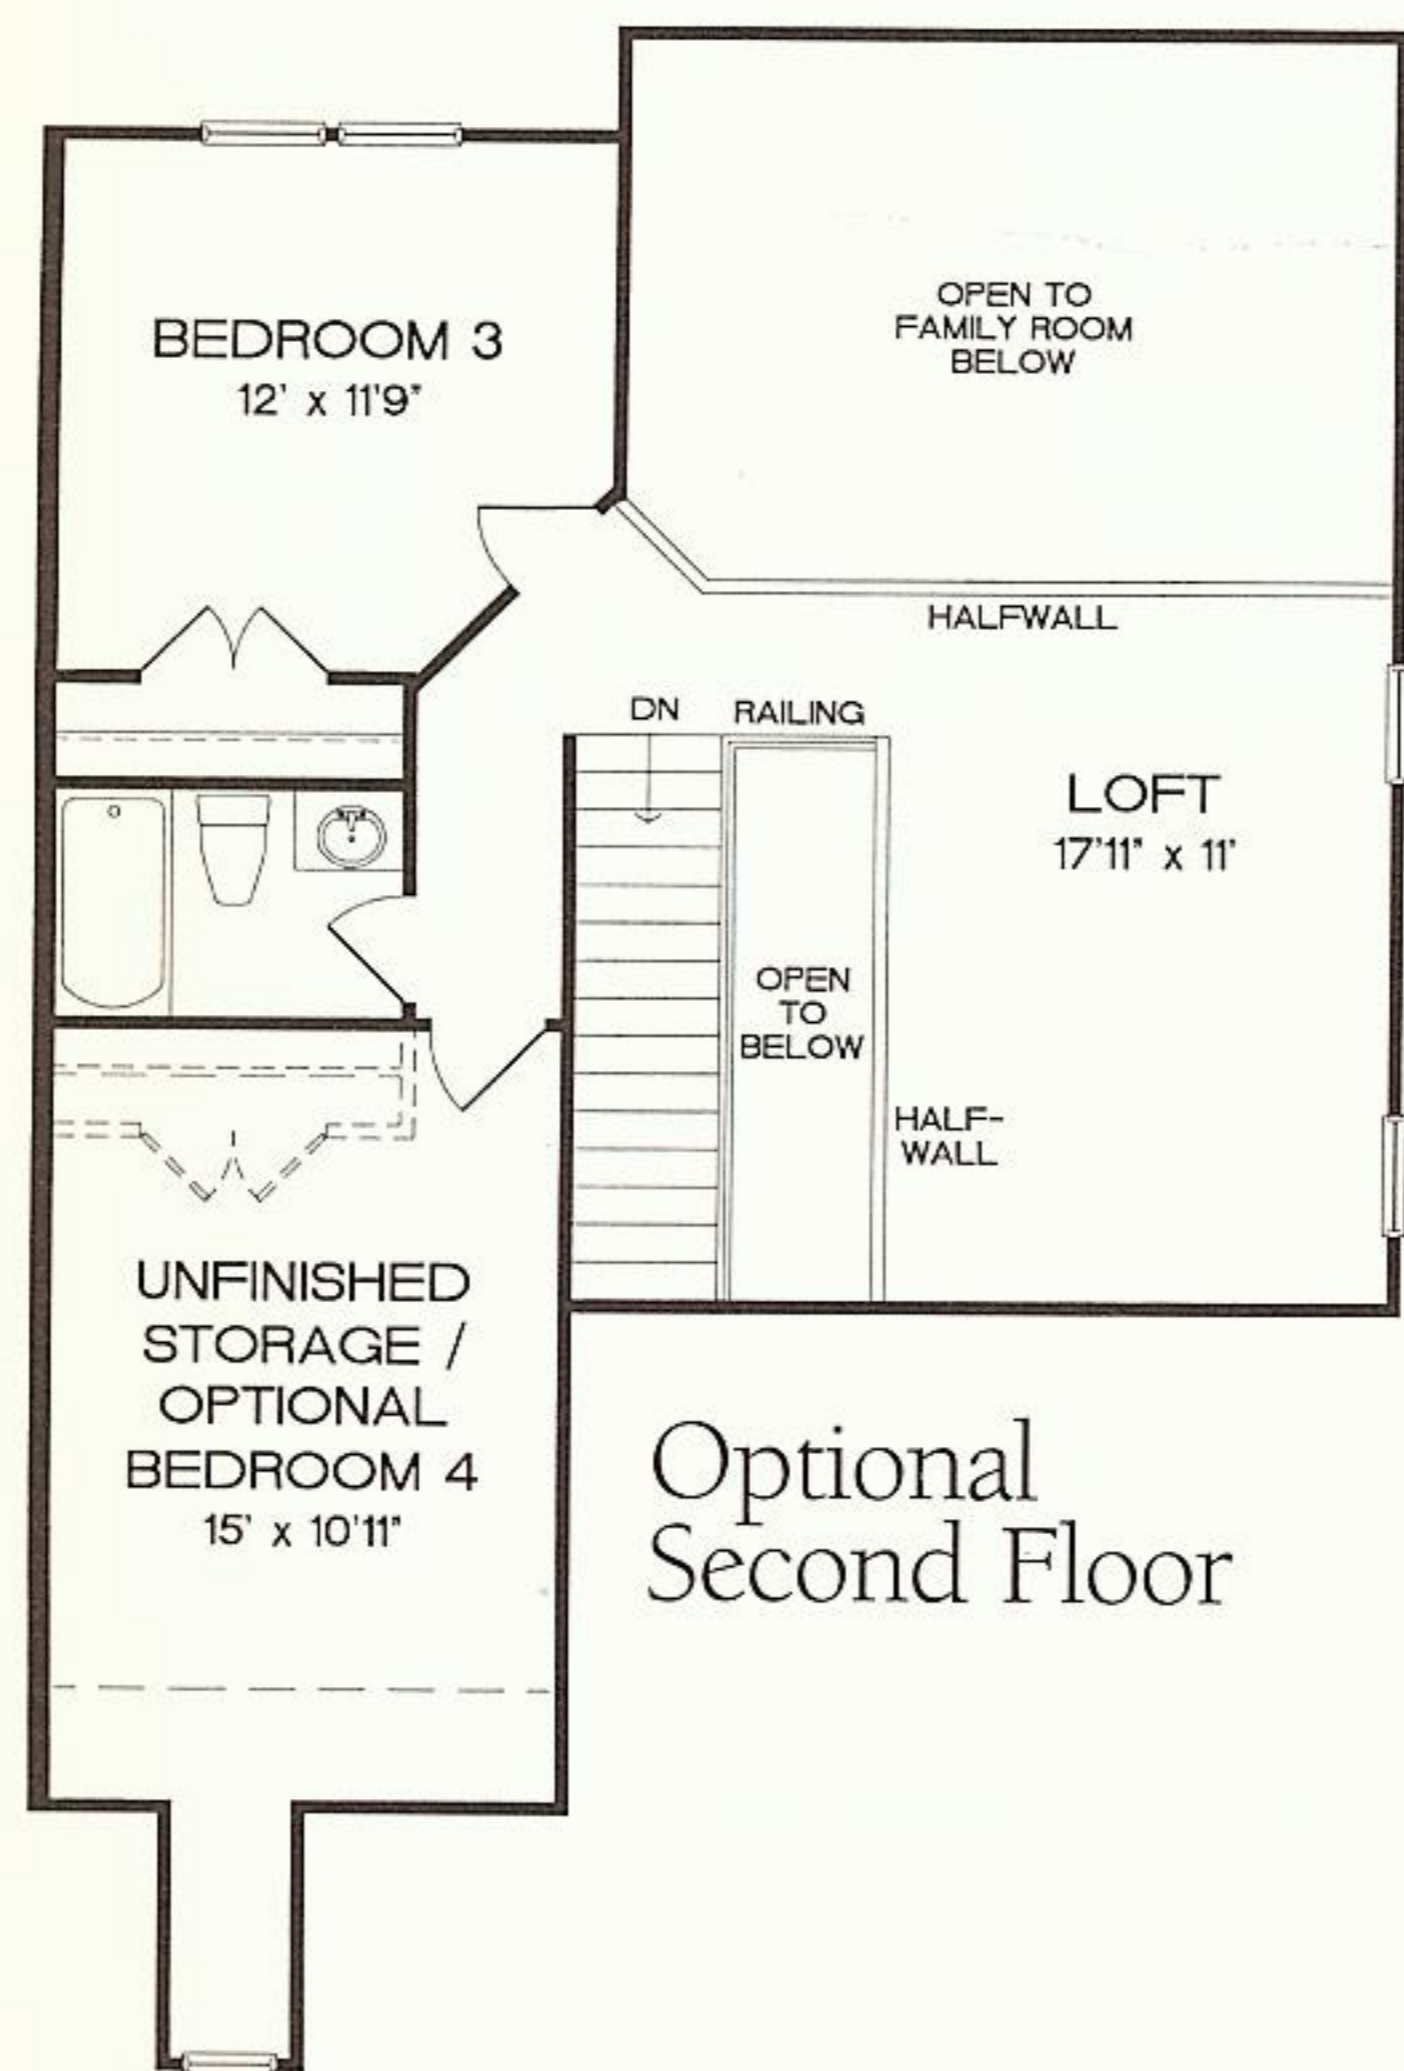 OPEN TO
FAMILY ROOM
BELOW
BEDROOM 3
12' x 11'9"
HALFWALL
DN
RAILING
LOFT
17'11" x 11'
OPEN
TO
BELOW
HALF-
WALL
UNFINISHED
STORAGE /
OPTIONAL
BEDROOM 4
15' x 10'11"
Optional
Second Floor